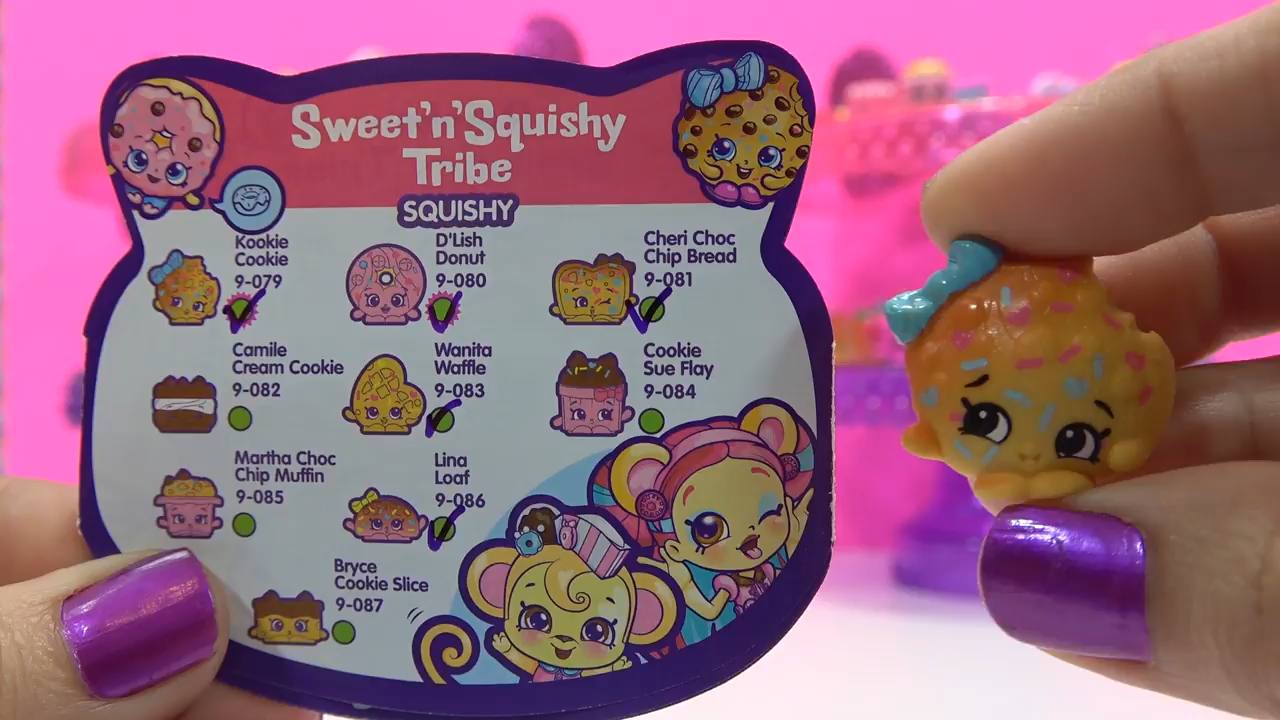 Sweet'n'Squishy
Tribe
SQUISHY
Kookie
Cookie
9-079
D'Lish
Donut
9-080
Cheri Choc
Chip Bread
9-081
Camile
Cream Cookie
9-082
Wanita
Waffle
9-083
Cookie
Sue Flay
9-084
Martha Choc
Chip Muffin
9-085
Lina
Loaf
9-086
Bryce
Cookie Slice
9-087